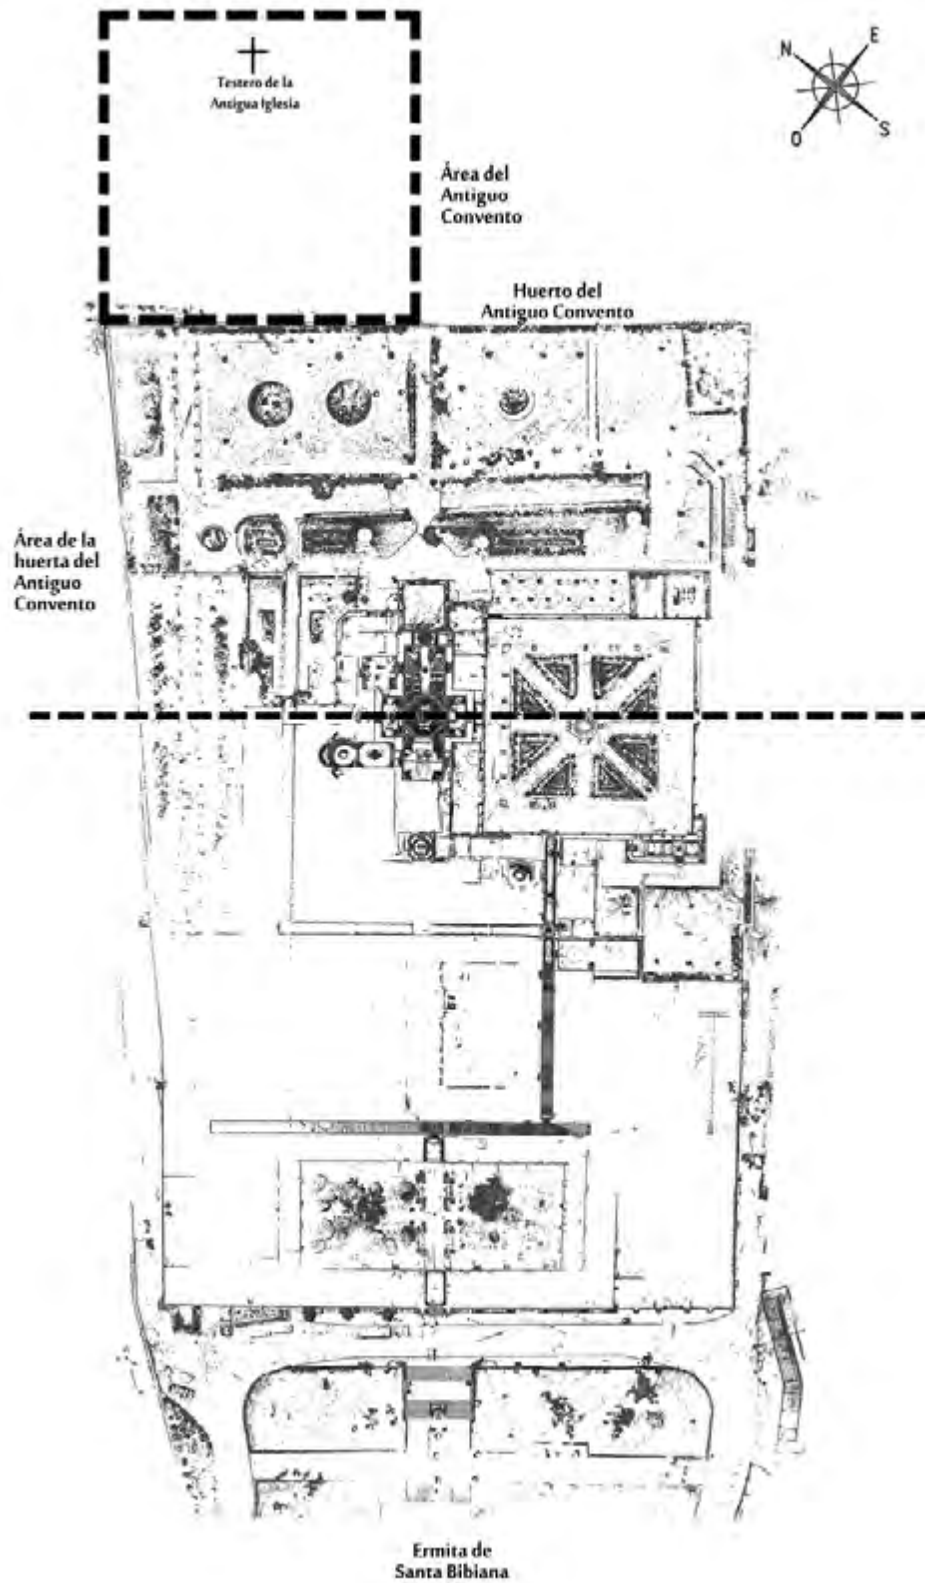 Testero de la
Antigua Iglesia
N
E
O
S
Área del
Antiguo
Convento
Huerto del
Antiguo Convento
Área de la
huerta del
Antiguo
Convento
Ermita de
Santa Bibiana